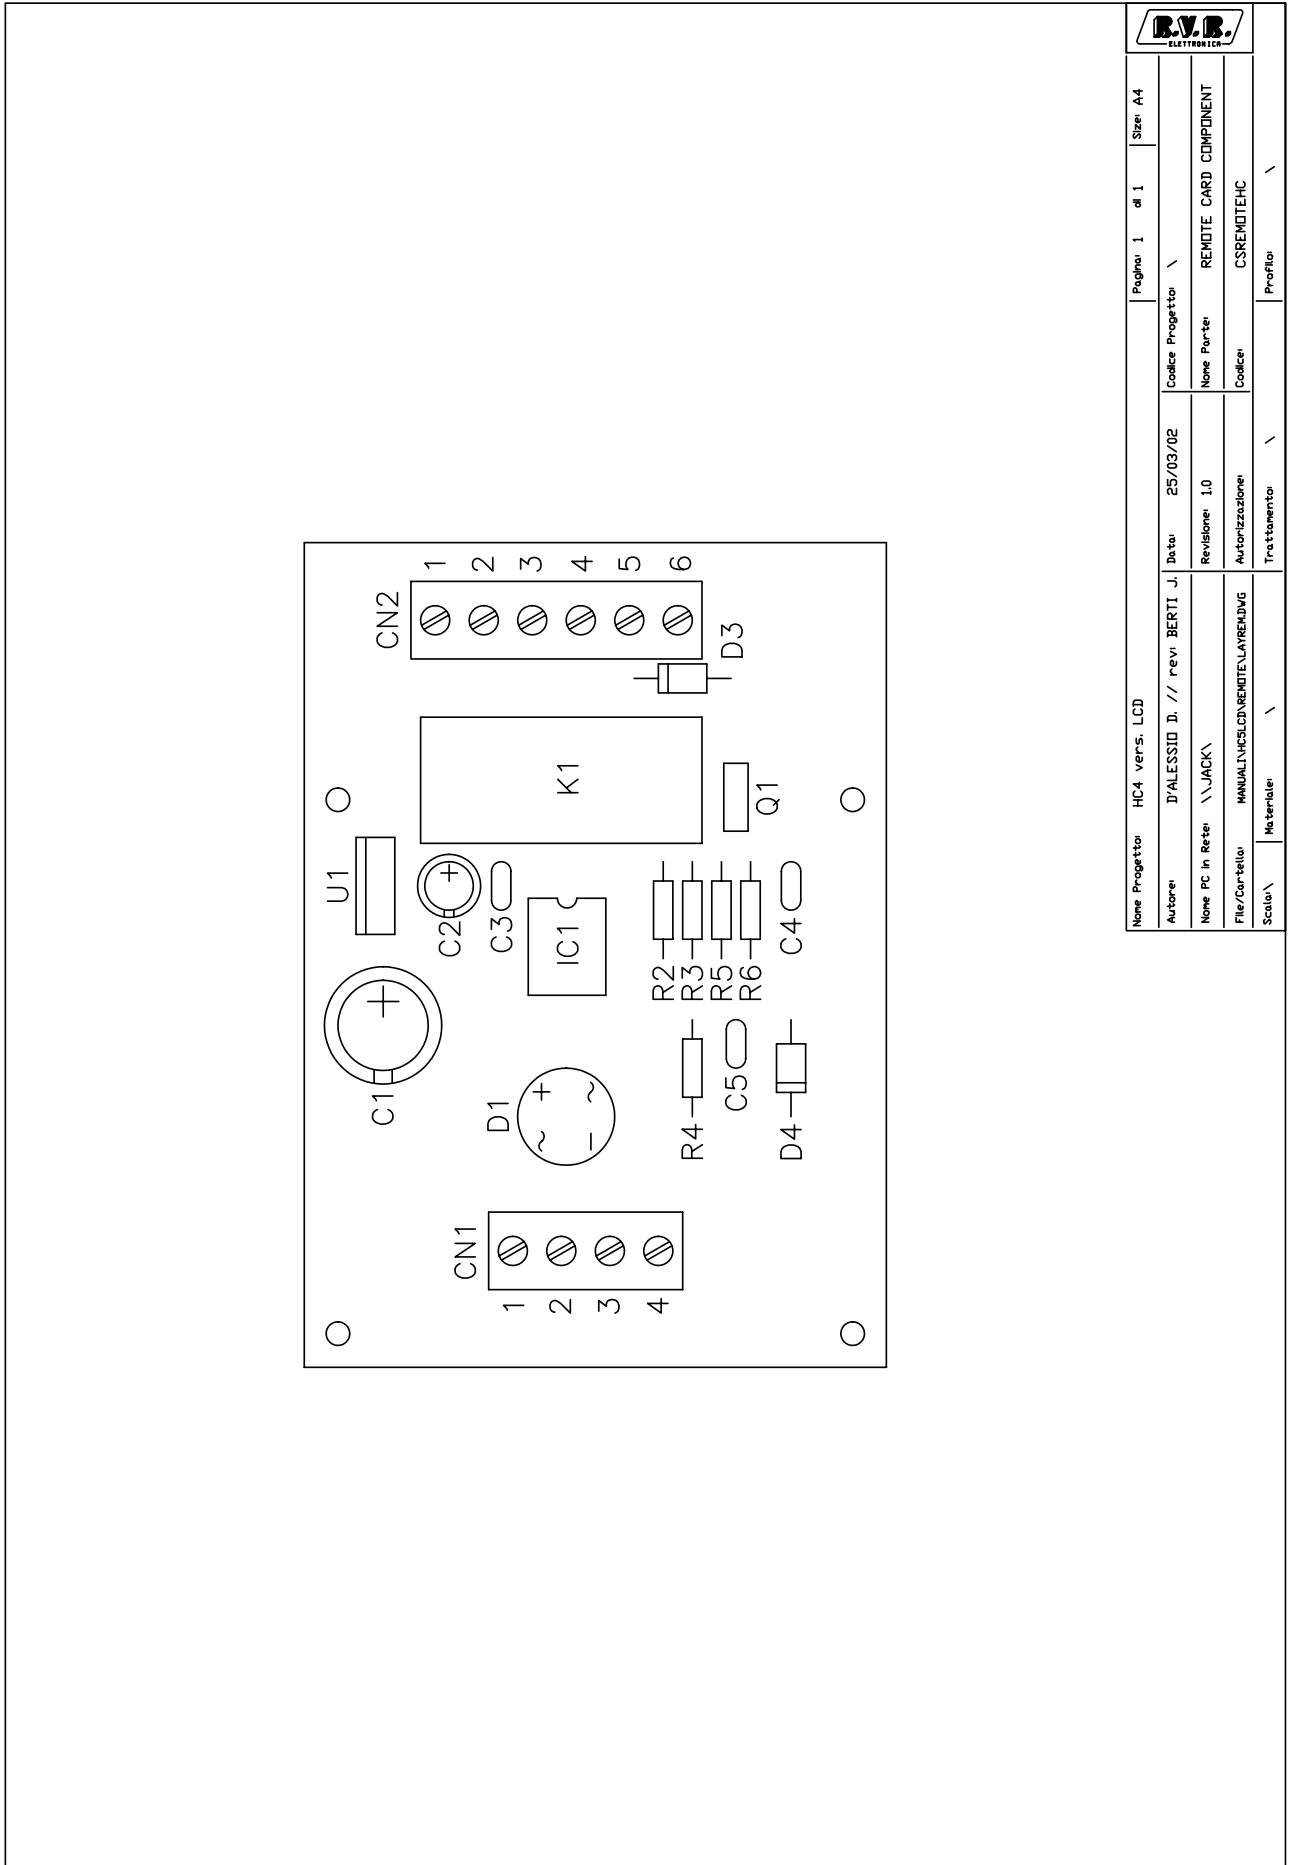 R.V.R.
ELETTRONICA
Nome Progetto: HC4 vers. LCD
Pagina: 1 di 1
Size: A4
Autore: D'ALESSIO D. // rev: BERTI J.
Data: 25/03/02
Codice Progetto: \
Nome PC in Rete: \\JACK\
Revisione: 1.0
Nome Parte: REMOTE CARD COMPONENT
File/Cartella: MANUALI\HC5LCD\REMOTE\LAYREM.DWG
Autorizzazione:
Codice: CSREMOTEHC
Scala: \
Materiale: \
Trattamento: \
Profilo: \
CN1
1
2
3
4
C1
D1
+
~
~
-
R4
C5
D4
U1
C2
+
C3
IC1
R2
R3
R5
R6
C4
+
K1
Q1
CN2
1
2
3
4
5
6
D3